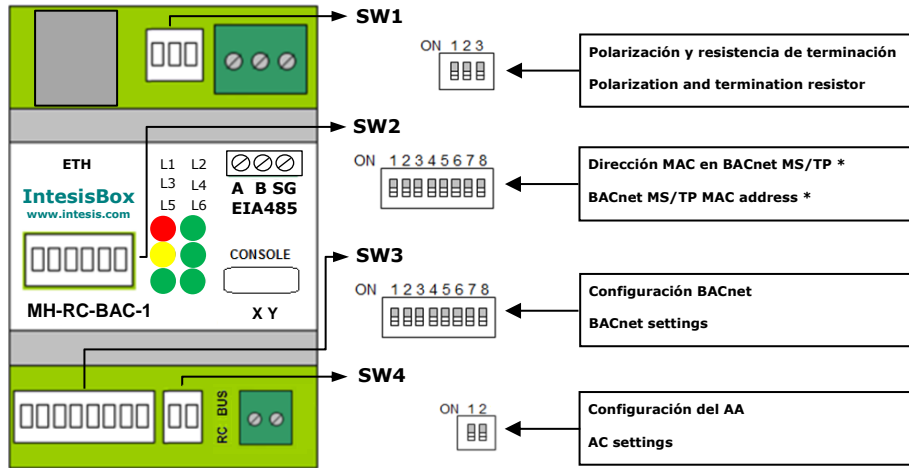 SW1
ON 1 2 3
Polarización y resistencia de terminación
Polarization and termination resistor
SW2
ETH
L1 L2
L3 L4
L5 L6
A B SG
EIA485
IntesisBox
www.intesis.com
ON 1 2 3 4 5 6 7 8
Dirección MAC en BACnet MS/TP *
BACnet MS/TP MAC address *
CONSOLE
SW3
MH-RC-BAC-1
X Y
ON 1 2 3 4 5 6 7 8
Configuración BACnet
BACnet settings
SW4
RC BUS
ON 1 2
Configuración del AA
AC settings